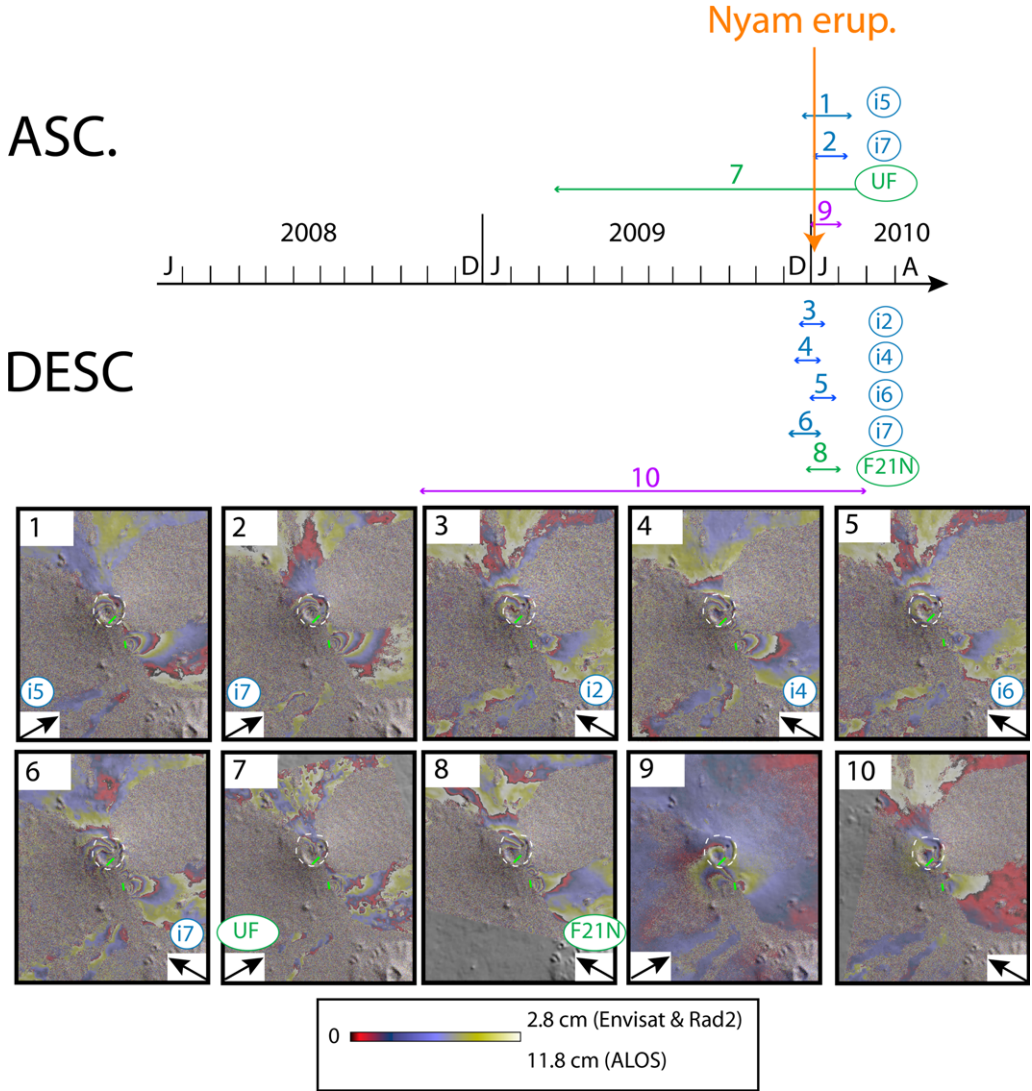 Nyam erup.
ASC.
1 i5
2 i7
7 UF
9
2008 2009 2010
J D J D J A
DESC
3 i2
4 i4
5 i6
6 i7
8 F21N
10
1 2 3 4 5
i5 i7 i2 i4 i6
6 7 8 9 10
i7 UF F21N
0 2.8 cm (Envisat & Rad2)
11.8 cm (ALOS)